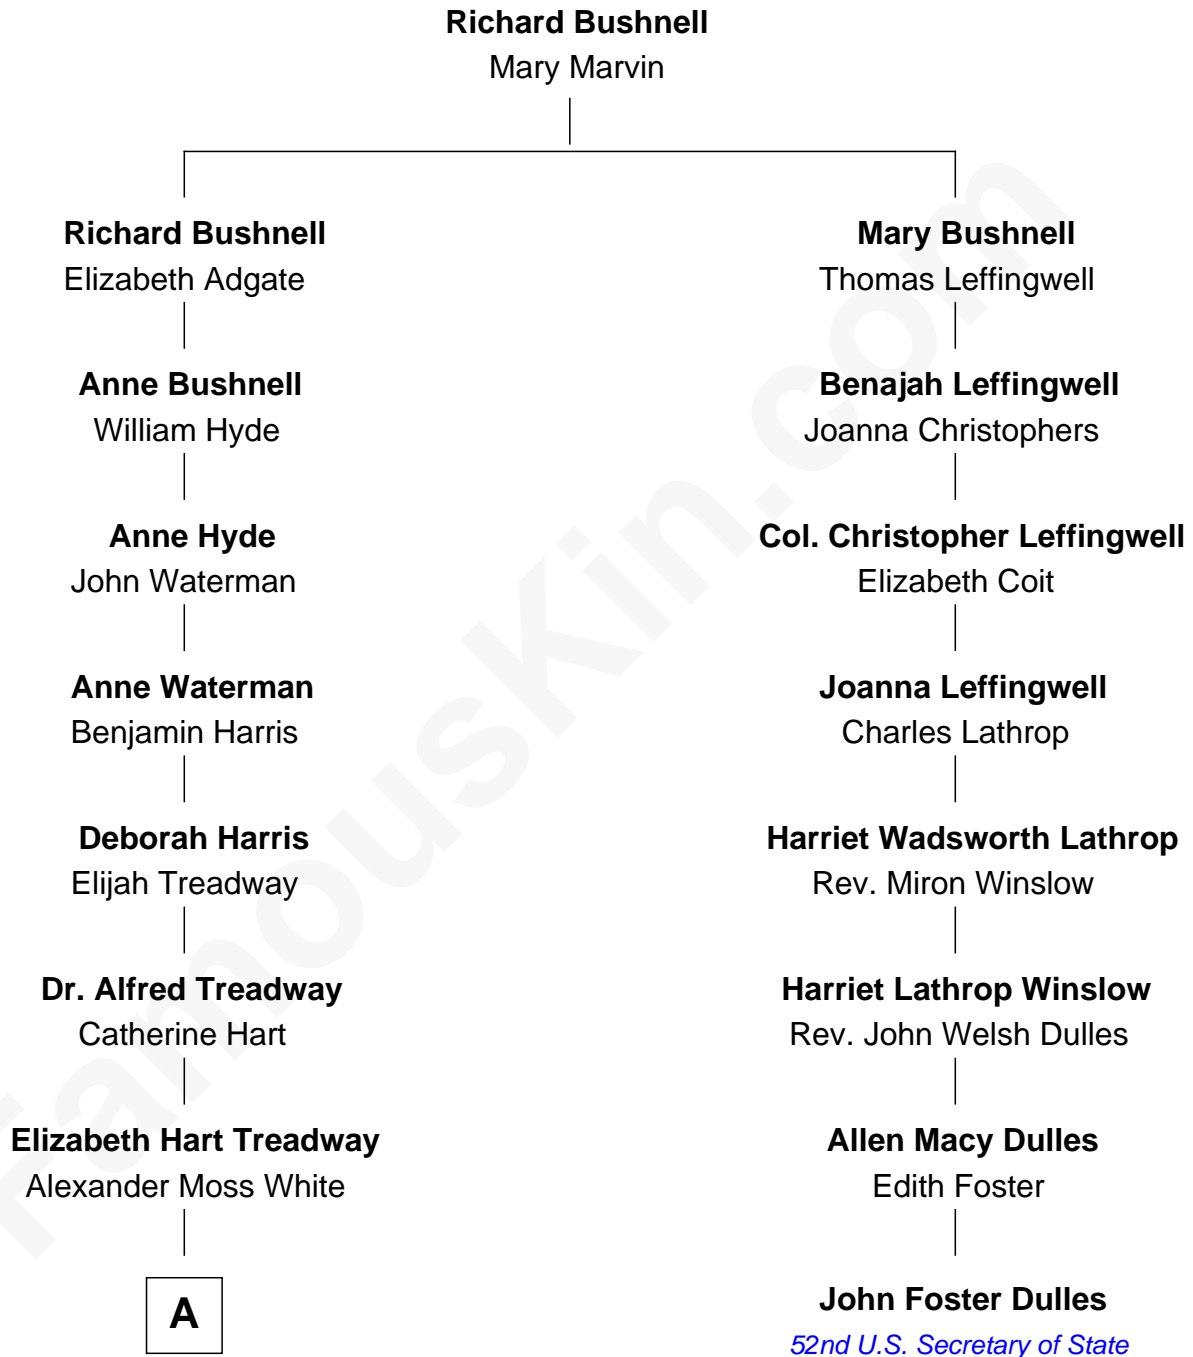 Richard Bushnell
Mary Marvin
Richard Bushnell
Elizabeth Adgate
Anne Bushnell
William Hyde
Anne Hyde
John Waterman
Anne Waterman
Benjamin Harris
Deborah Harris
Elijah Treadway
Dr. Alfred Treadway
Catherine Hart
Elizabeth Hart Treadway
Alexander Moss White
A
Mary Bushnell
Thomas Leffingwell
Benajah Leffingwell
Joanna Christophers
Col. Christopher Leffingwell
Elizabeth Coit
Joanna Leffingwell
Charles Lathrop
Harriet Wadsworth Lathrop
Rev. Miron Winslow
Harriet Lathrop Winslow
Rev. John Welsh Dulles
Allen Macy Dulles
Edith Foster
John Foster Dulles
52nd U.S. Secretary of State
FamousKin.com